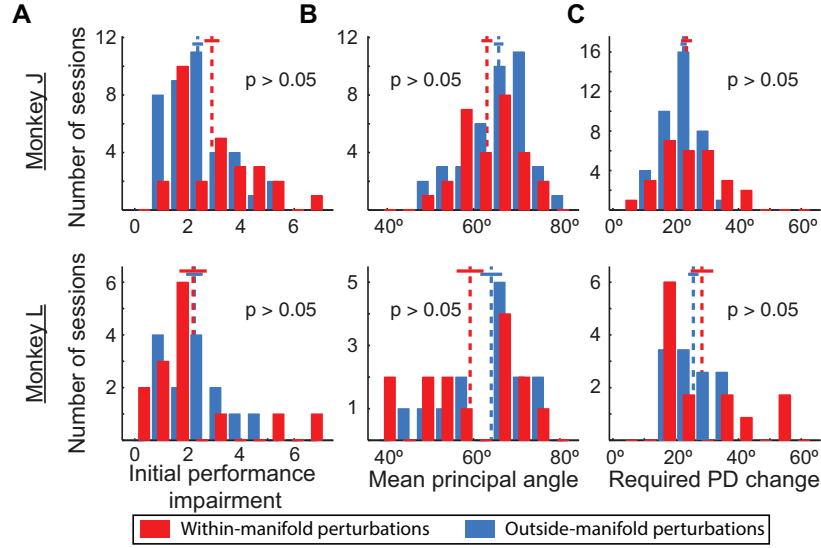 A
B
C
Monkey J
Number of sessions
12
8
4
0
2
4
6
p > 0.05
12
8
4
40º
60º
80º
p > 0.05
16
12
8
4
0º
20º
40º
60º
p > 0.05
Monkey L
Number of sessions
6
4
2
0
2
4
6
p > 0.05
Initial performance
impairment
5
3
1
40º
60º
80º
p > 0.05
Mean principal angle
6
4
2
0º
20º
40º
60º
p > 0.05
Required PD change
Within-manifold perturbations
Outside-manifold perturbations